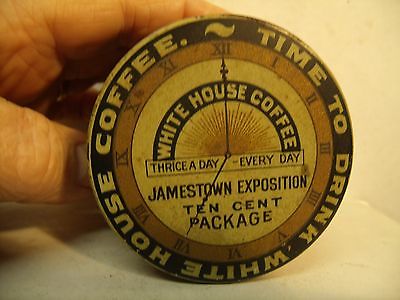 TIME TO DRINK WHITE HOUSE COFFEE.
XII
I
II
III
IIII
V
VI
VII
VIII
IX
X
XI
WHITE HOUSE COFFEE
THRICE A DAY - EVERY DAY
JAMESTOWN EXPOSITION
TEN CENT
PACKAGE